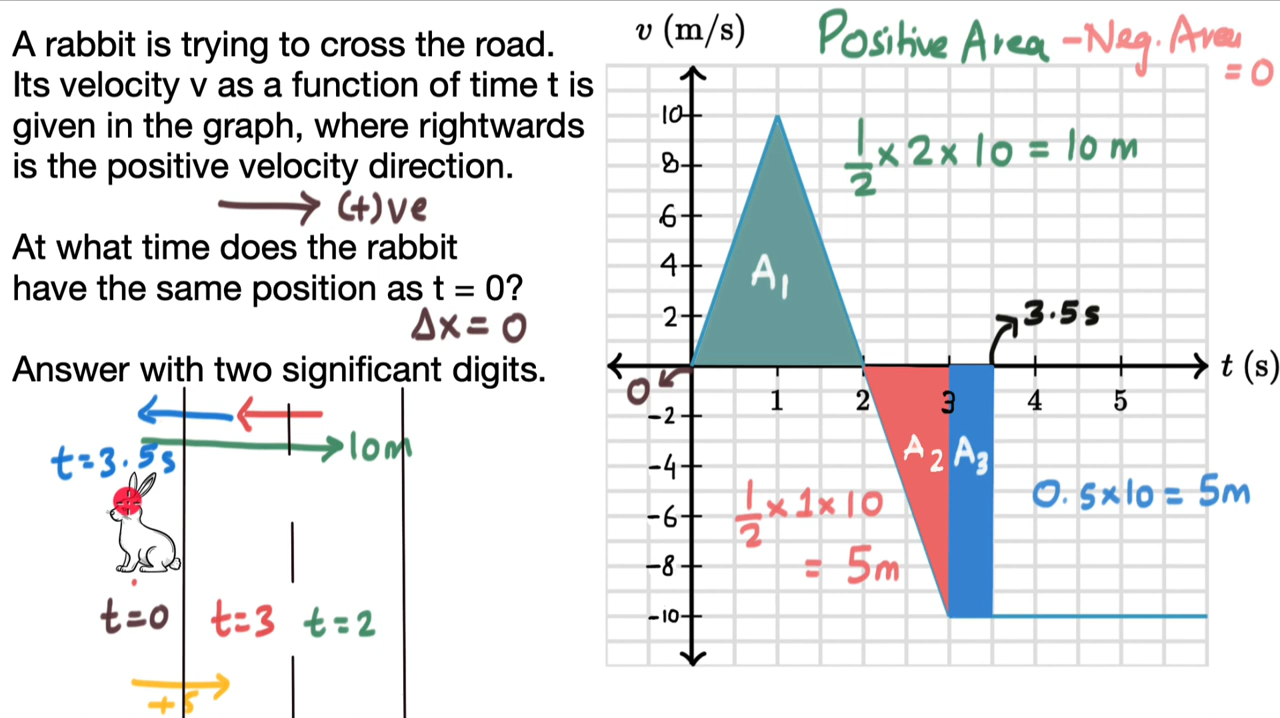 A rabbit is trying to cross the road.
Its velocity v as a function of time t is
given in the graph, where rightwards
is the positive velocity direction.
(+)ve
At what time does the rabbit
have the same position as t = 0?
Δx = 0
Answer with two significant digits.
10m
t=3.5s
t=0 t=3 t=2
+5
v (m/s)
Positive Area - Neg. Area
= 0
1/2 × 2 × 10 = 10 m
10
8
6
4
2
A1
3.5s
t (s)
0
1 2 3 4 5
-2
-4
-6
-8
-10
A2 A3
1/2 × 1 × 10
= 5m
0.5×10 = 5m